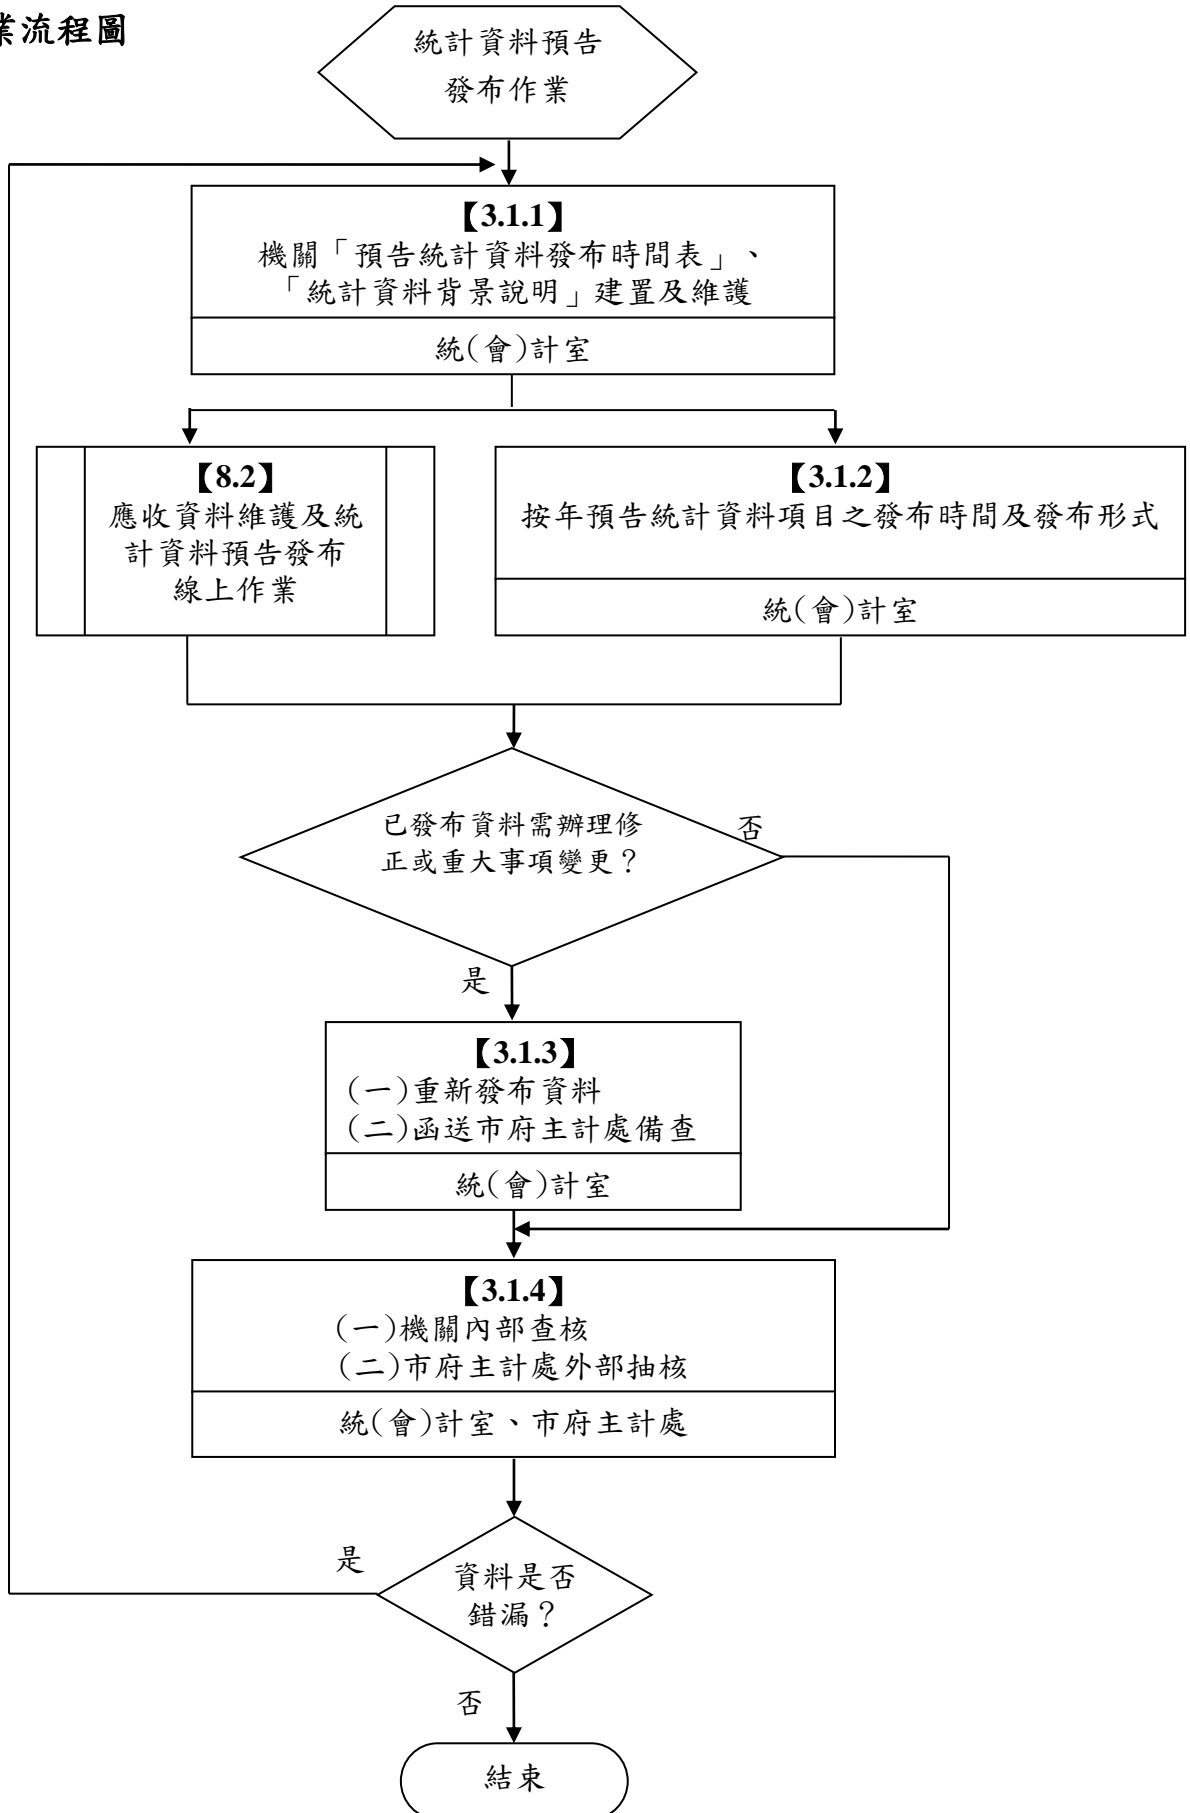 業流程圖
統計資料預告
發布作業
【3.1.1】
機關「預告統計資料發布時間表」、
「統計資料背景說明」建置及維護
統(會)計室
【8.2】
應收資料維護及統
計資料預告發布
線上作業
【3.1.2】
按年預告統計資料項目之發布時間及發布形式
統(會)計室
已發布資料需辦理修
正或重大事項變更？
否
是
【3.1.3】
(一)重新發布資料
(二)函送市府主計處備查
統(會)計室
【3.1.4】
(一)機關內部查核
(二)市府主計處外部抽核
統(會)計室、市府主計處
是
資料是否
錯漏？
否
結束